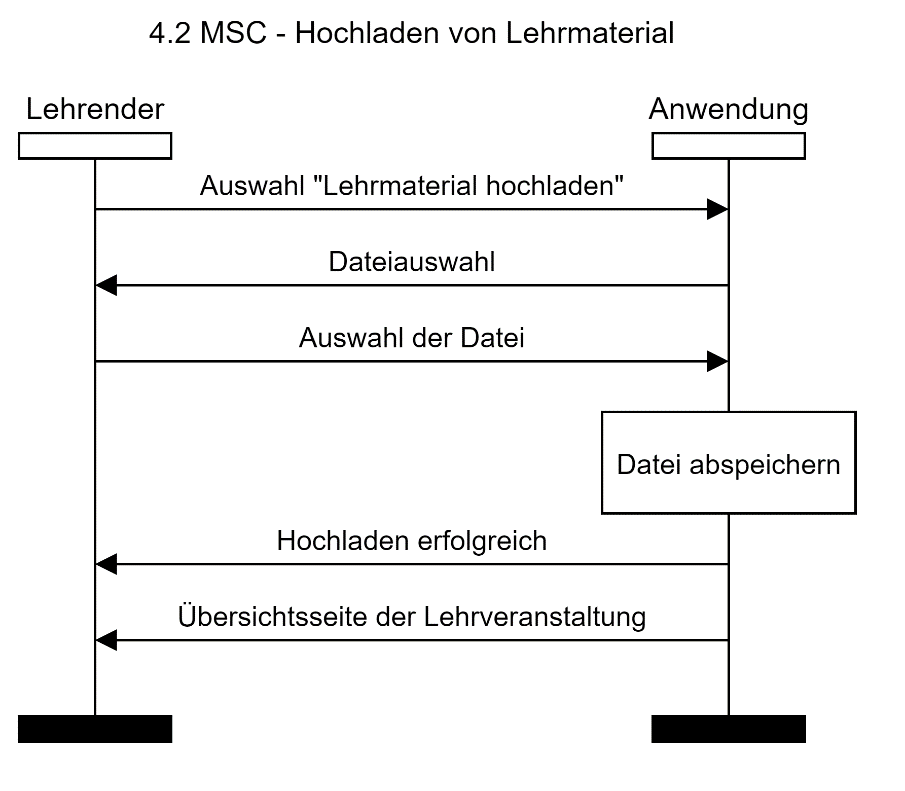 4.2 MSC - Hochladen von Lehrmaterial
Lehrender
Anwendung
Auswahl "Lehrmaterial hochladen"
Dateiauswahl
Auswahl der Datei
Datei abspeichern
Hochladen erfolgreich
Übersichtsseite der Lehrveranstaltung